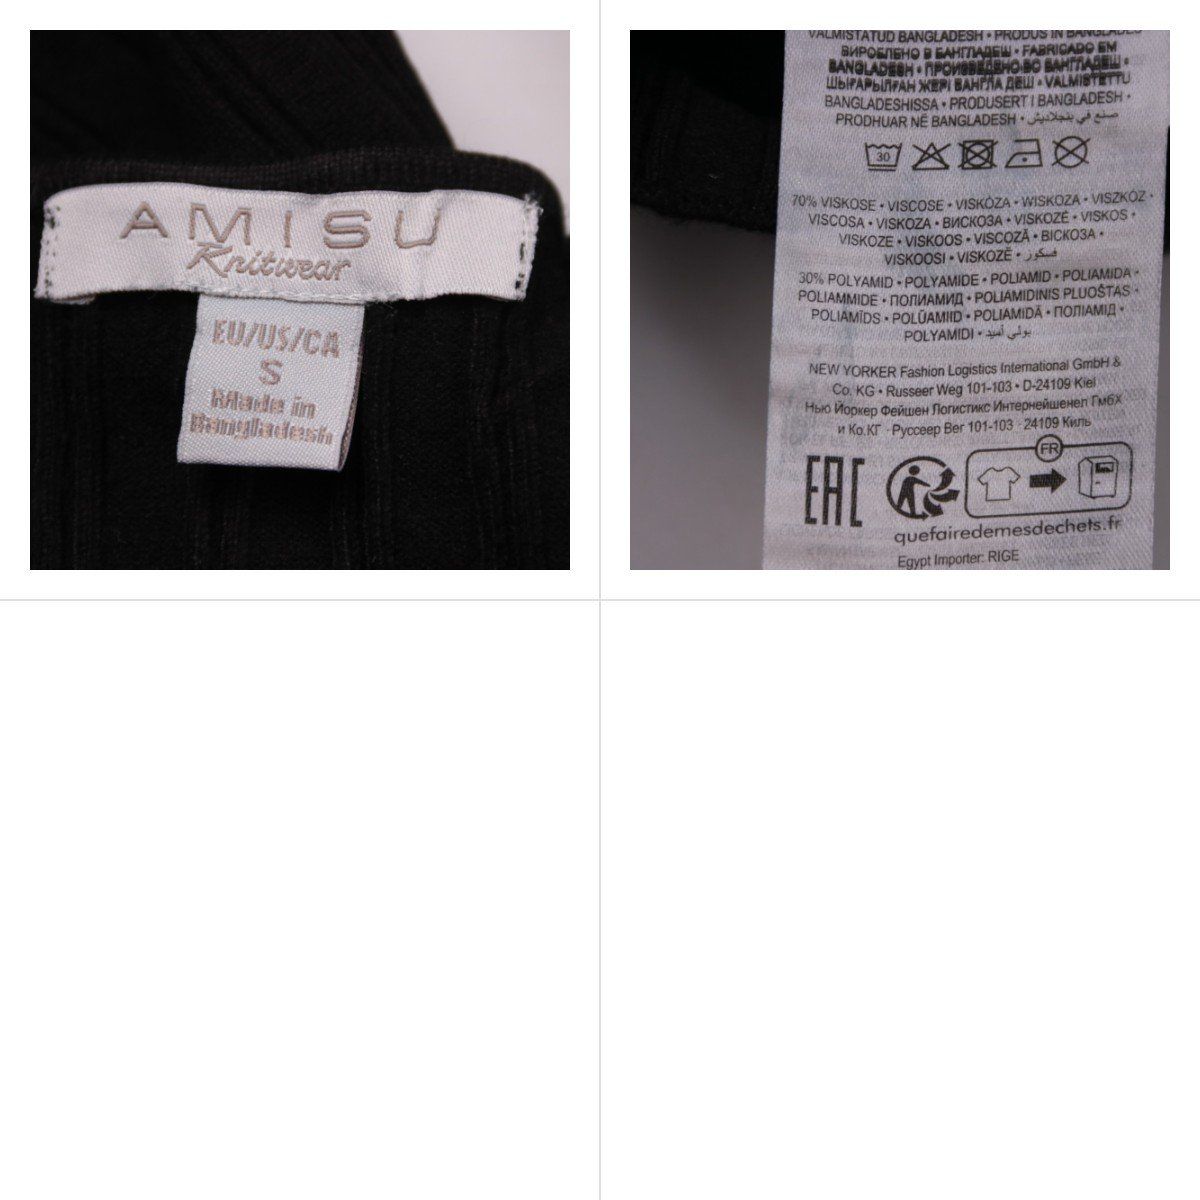 AMISU
Knitwear
EU/US/CA
S
Made in
Bangladesh
VALMISTATUD BANGLADESH • PRODUS IN BANGLADEȘ
ВИРОБЛЕНО В БАНГЛАДЕШ • FABRICADO EM
BANGLADESH • ПРОИЗВЕДЕНО ВО БАНГЛАДЕШ •
ШЫҒАРЫЛҒАН ЖЕРІ БАНГЛА ДЕШ • VALMISTETTU
BANGLADESHISSA • PRODUSERT I BANGLADESH •
PRODHUAR NË BANGLADESH • صنع في بنجلاديش
30
70% VISKOSE • VISCOSE • VISKÓZA • WISKOZA • VISZKÓZ •
VISCOSA • VISKOZA • ВИСКОЗА • VISKOZĖ • VISKOS •
VISKOZE • VISKOOS • VISCOZĂ • ВІСКОЗА •
VISKOOSI • VISKOZË • فسكوز
30% POLYAMID • POLYAMIDE • POLIAMID • POLIAMIDA •
POLIAMMIDE • ПОЛИАМИД • POLIAMIDINIS PLUOŠTAS •
POLIAMĪDS • POLÜAMIID • POLIAMIDĂ • ПОЛІАМІД •
POLYAMIDI • بولي أميد
NEW YORKER Fashion Logistics International GmbH &
Co. KG • Russeer Weg 101-103 • D-24109 Kiel
Нью Йоркер Фейшен Логистикс Интернейшенел ГмбХ
и Ко.КГ · Руссеер Вег 101-103 · 24109 Киль
EAC
FR
quefairedemesdechets.fr
Egypt Importer: RIGE